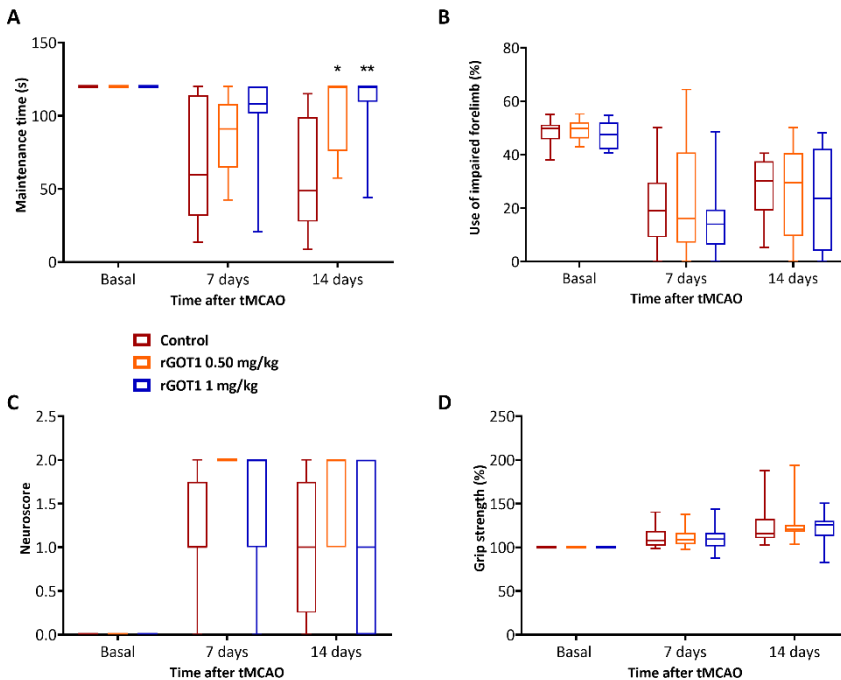 A
Maintenance time (s)
150
100
50
0
* **
Basal 7 days 14 days
Time after tMCAO
B
Use of impaired forelimb (%)
80
60
40
20
0
Basal 7 days 14 days
Time after tMCAO
Control
rGOT1 0.50 mg/kg
rGOT1 1 mg/kg
C
Neuroscore
2.5
2.0
1.5
1.0
0.5
0.0
Basal 7 days 14 days
Time after tMCAO
D
Grip strength (%)
250
200
150
100
50
0
Basal 7 days 14 days
Time after tMCAO